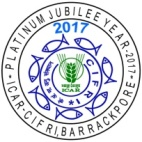 PLATINUM JUBILEE YEAR-2017-
ICAR-CIFRI, BARRACKPORE
2017
CIFRI
ICAR